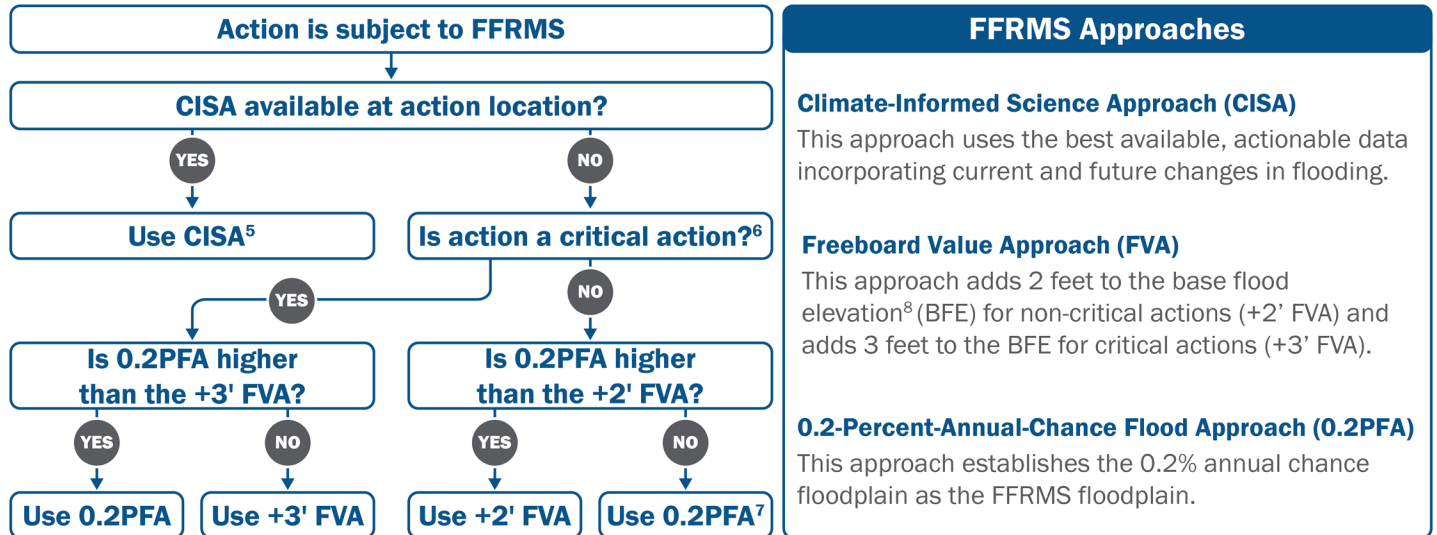 Action is subject to FFRMS
CISA available at action location?
YES
NO
Use CISA⁵
Is action a critical action?⁶
YES
NO
Is 0.2PFA higher
than the +3' FVA?
Is 0.2PFA higher
than the +2' FVA?
YES
NO
YES
NO
Use 0.2PFA
Use +3' FVA
Use +2' FVA
Use 0.2PFA⁷
FFRMS Approaches
Climate-Informed Science Approach (CISA)
This approach uses the best available, actionable data
incorporating current and future changes in flooding.
Freeboard Value Approach (FVA)
This approach adds 2 feet to the base flood
elevation⁸ (BFE) for non-critical actions (+2’ FVA) and
adds 3 feet to the BFE for critical actions (+3’ FVA).
0.2-Percent-Annual-Chance Flood Approach (0.2PFA)
This approach establishes the 0.2% annual chance
floodplain as the FFRMS floodplain.